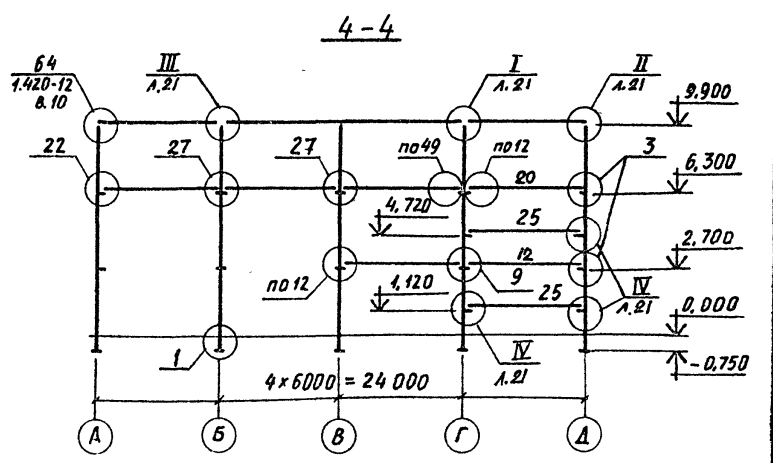 4-4
64
1.420-12
в.10
III
л.21
I
л.21
II
л.21
9.900
22
27
27
по49
по12
3
6,300
20
4,720
25
2,700
12
по12
9
1,120
25
IV
л.21
0,000
1
IV
л.21
-0,750
4×6000=24000
А
Б
В
Г
Д